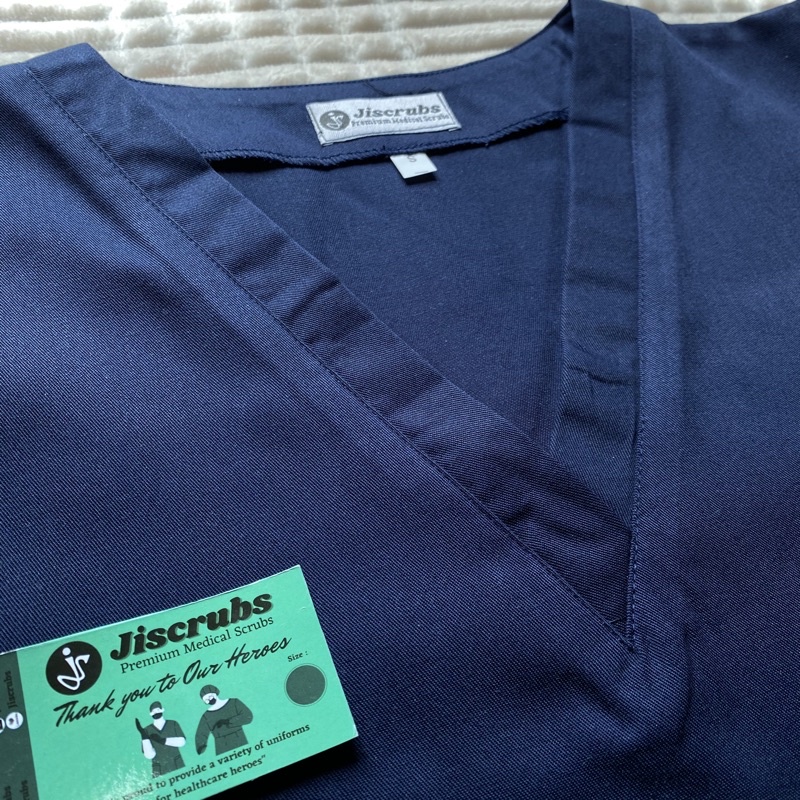 Jiscrubs
Premium Medical Scrubs
S
Jiscrubs
Premium Medical Scrubs
Thank you to Our Heroes
Size :
to provide a variety of uniforms
for healthcare heroes"
Jiscrubs